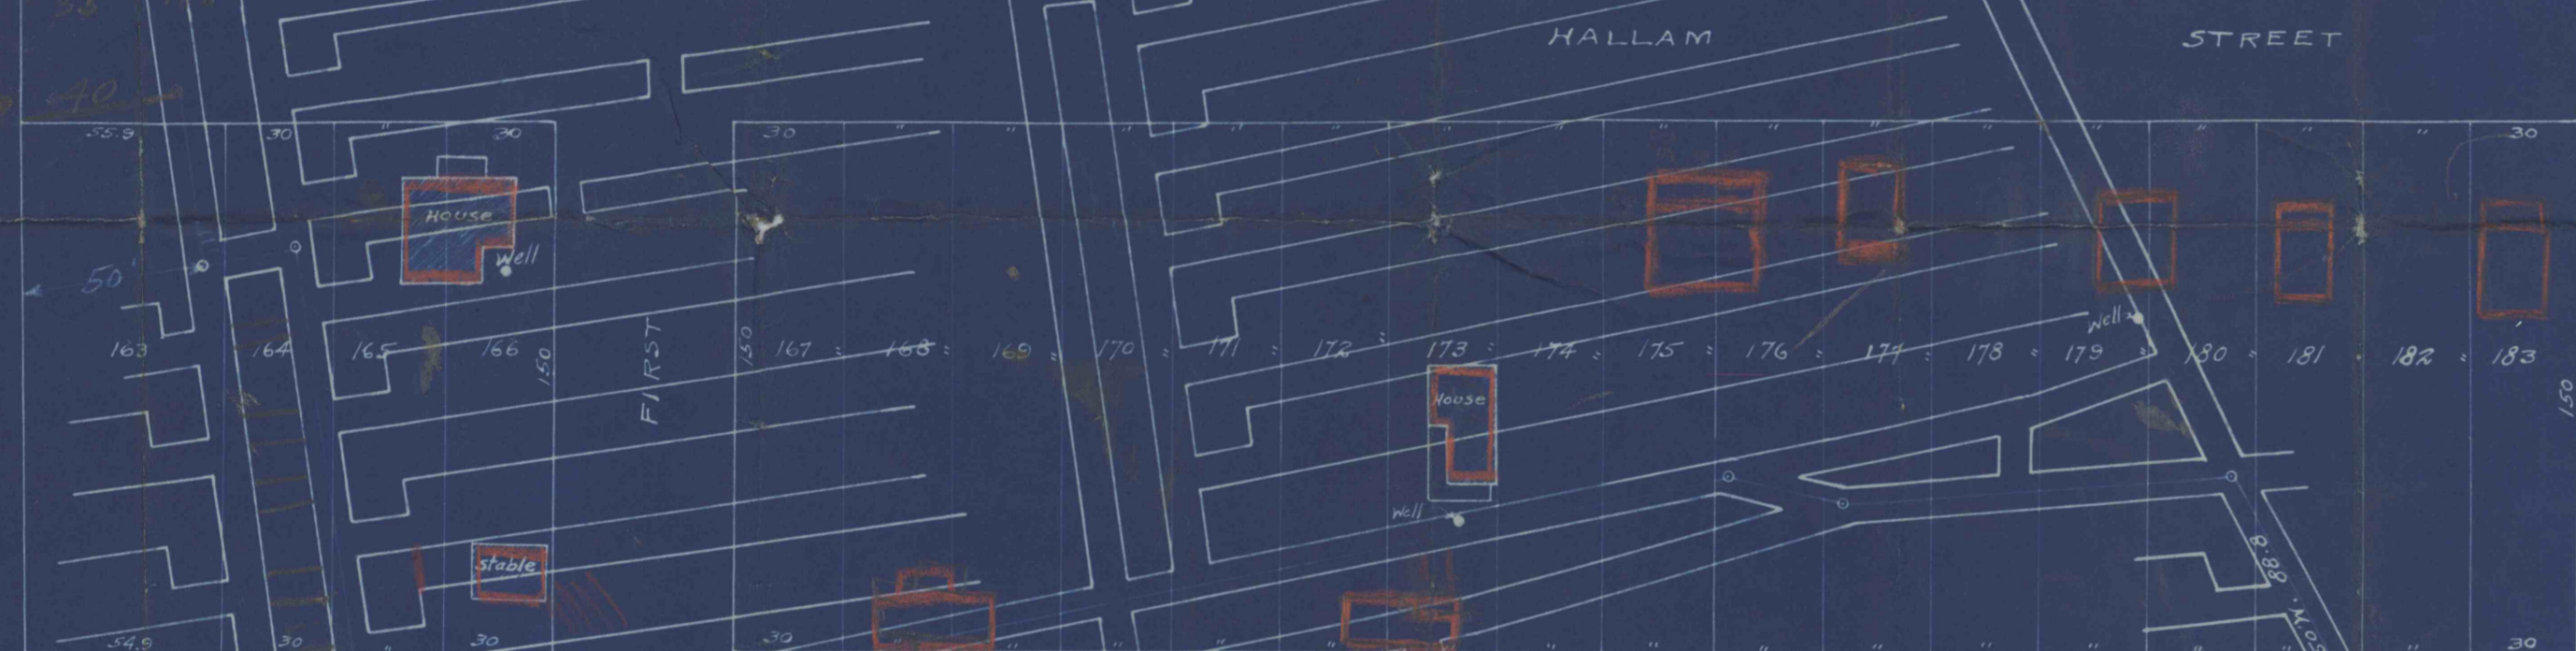 HALLAM STREET
40
55.9 30 30 30 " " " " " " " " " " " " " " " 30
House
Well
50
Well
163 164 165 166 150 FIRST 150 167 " 168 " 169 " 170 " 171 " 172 " 173 " 174 " 175 " 176 " 177 " 178 " 179 " 180 " 181 " 182 " 183
150
House
Well
stable
8.88.
54.9 30 " 30 30 " " " " " " " " " 30